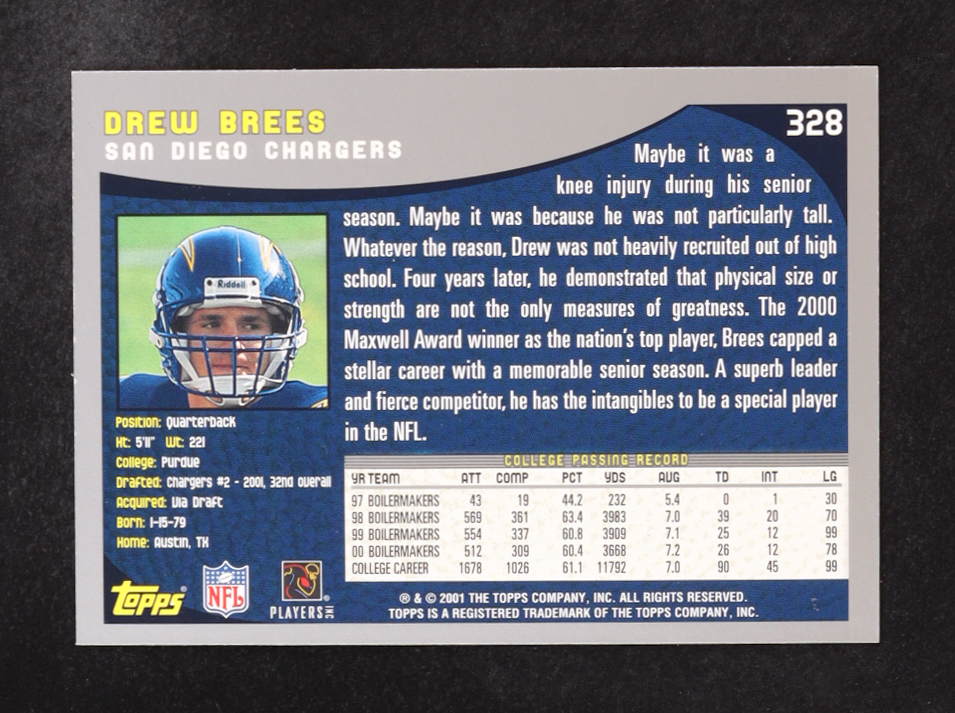 DREW BREES
SAN DIEGO CHARGERS
328
Maybe it was a
knee injury during his senior
season. Maybe it was because he was not particularly tall.
Whatever the reason, Drew was not heavily recruited out of high
school. Four years later, he demonstrated that physical size or
strength are not the only measures of greatness. The 2000
Maxwell Award winner as the nation's top player, Brees capped a
stellar career with a memorable senior season. A superb leader
and fierce competitor, he has the intangibles to be a special player
in the NFL.
Riddell
Position: Quarterback
Ht: 5'11" Wt: 221
College: Purdue
Drafted: Chargers #2 - 2001, 32nd overall
Acquired: Via Draft
Born: 1-15-79
Home: Austin, TX
COLLEGE PASSING RECORD
YR TEAM ATT COMP PCT YDS AVG TD INT LG
97 BOILERMAKERS 43 19 44.2 232 5.4 0 1 30
98 BOILERMAKERS 569 361 63.4 3983 7.0 39 20 70
99 BOILERMAKERS 554 337 60.8 3909 7.1 25 12 99
00 BOILERMAKERS 512 309 60.4 3668 7.2 26 12 78
COLLEGE CAREER 1678 1026 61.1 11792 7.0 90 45 99
Topps®
NFL
PLAYERS INC
® & © 2001 THE TOPPS COMPANY, INC. ALL RIGHTS RESERVED.
TOPPS IS A REGISTERED TRADEMARK OF THE TOPPS COMPANY, INC.